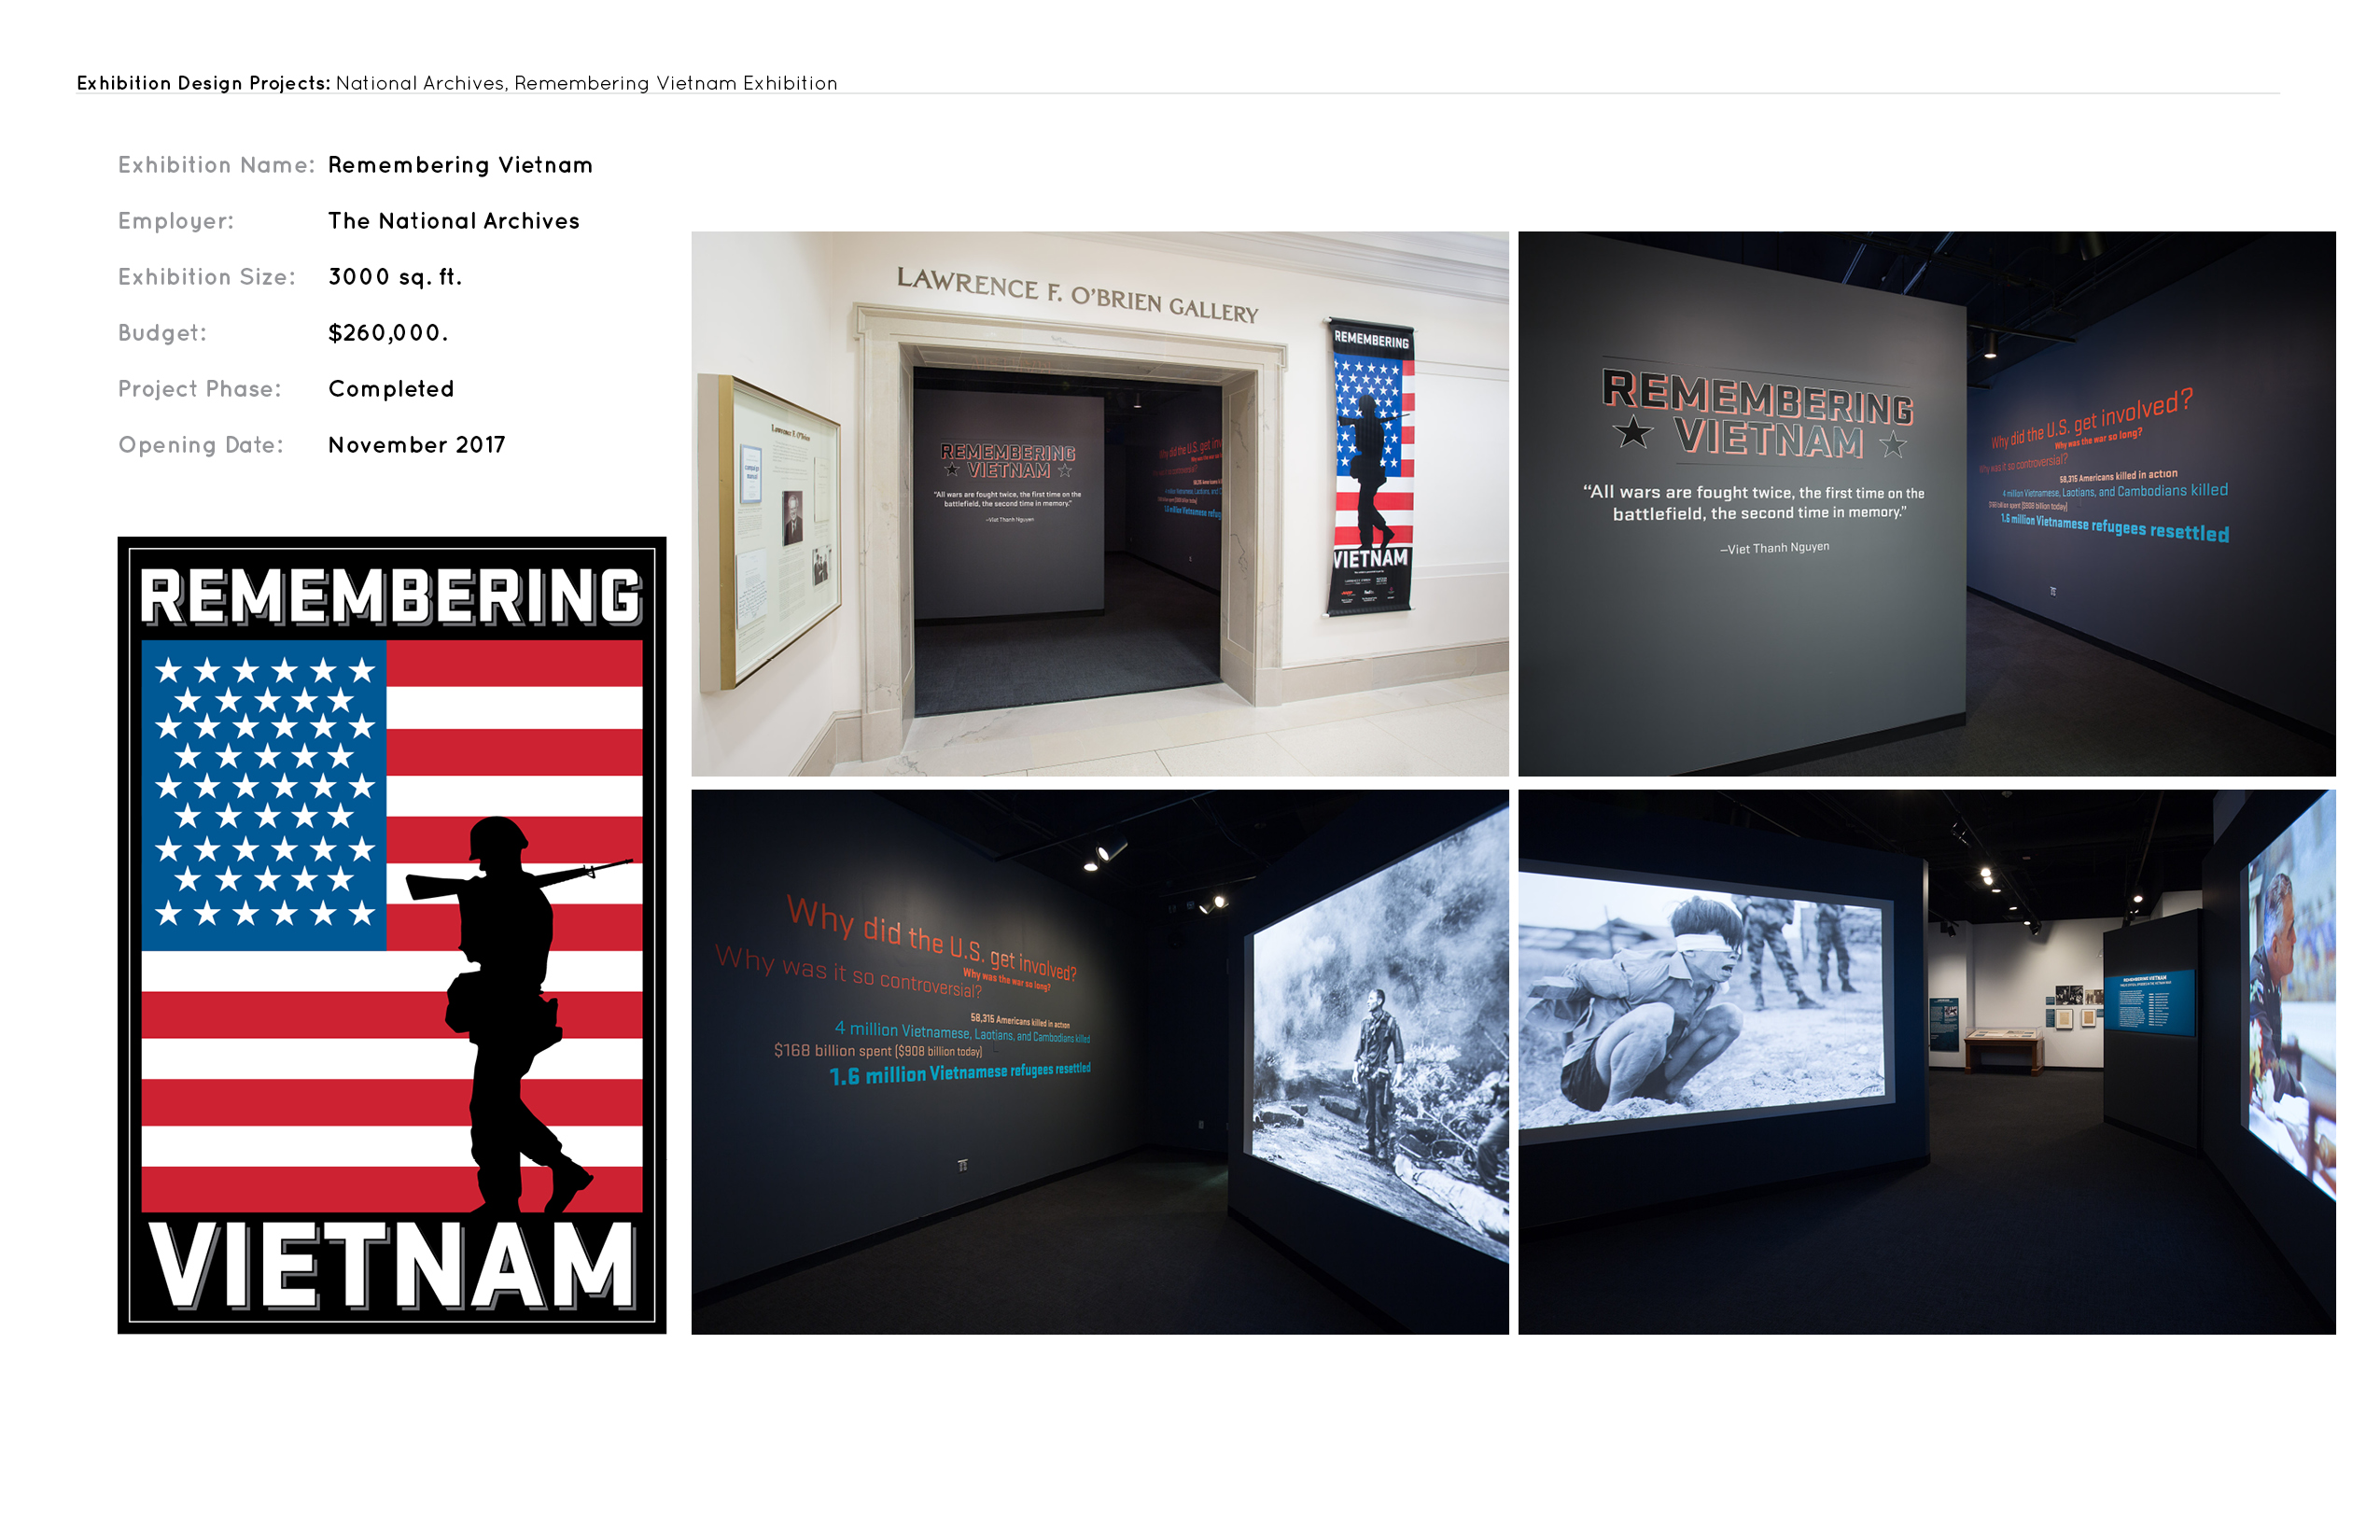 Exhibition Design Projects: National Archives, Remembering Vietnam Exhibition
Exhibition Name: Remembering Vietnam
Employer: The National Archives
Exhibition Size: 3000 sq. ft.
Budget: $260,000.
Project Phase: Completed
Opening Date: November 2017
REMEMBERING
VIETNAM
LAWRENCE F. O'BRIEN GALLERY
Lawrence F. O'Brien
REMEMBERING
VIETNAM
“All wars are fought twice, the first time on the
battlefield, the second time in memory.”
–Viet Thanh Nguyen
Why did the U.S. get inv
REMEMBERING
VIETNAM
REMEMBERING
VIETNAM
“All wars are fought twice, the first time on the
battlefield, the second time in memory.”
–Viet Thanh Nguyen
Why did the U.S. get involved?
Why was the war so long?
Why was it so controversial?
58,315 Americans killed in action
4 million Vietnamese, Laotians, and Cambodians killed
$168 billion spent ($908 billion today)
1.6 million Vietnamese refugees resettled
Why did the U.S. get involved?
Why was the war so long?
Why was it so controversial?
58,315 Americans killed in action
4 million Vietnamese, Laotians, and Cambodians killed
$168 billion spent ($908 billion today)
1.6 million Vietnamese refugees resettled
REMEMBERING VIETNAM